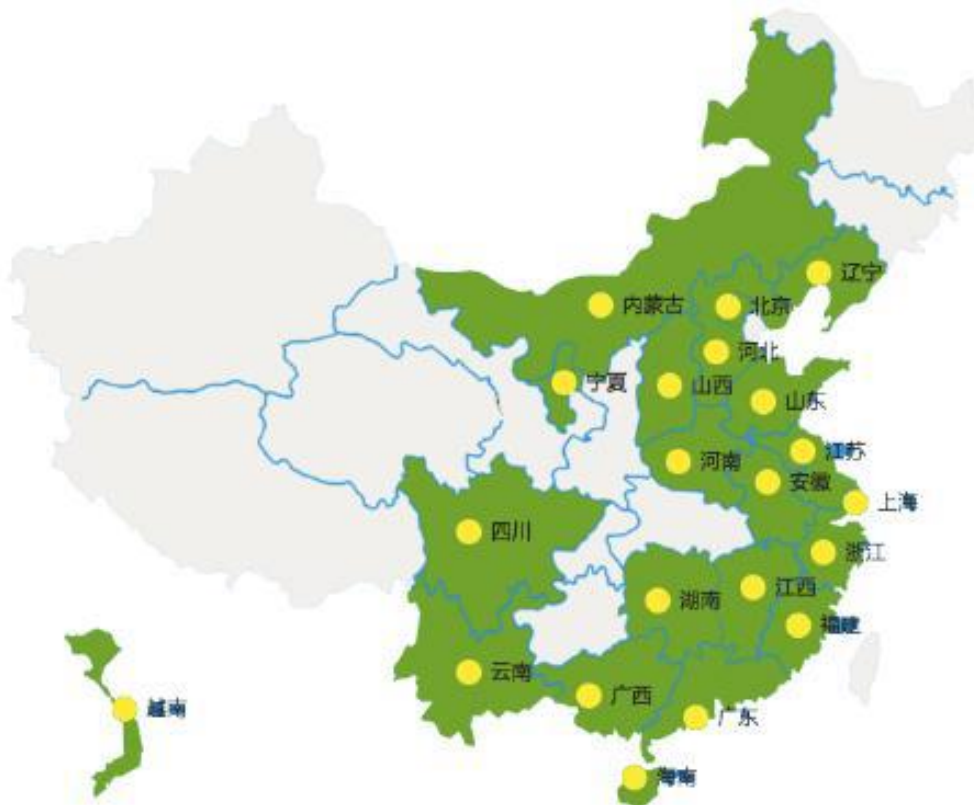 辽宁
内蒙古
北京
河北
宁夏
山西
山东
江苏
河南
安徽
上海
四川
浙江
江西
湖南
福建
云南
广西
越南
广东
海南